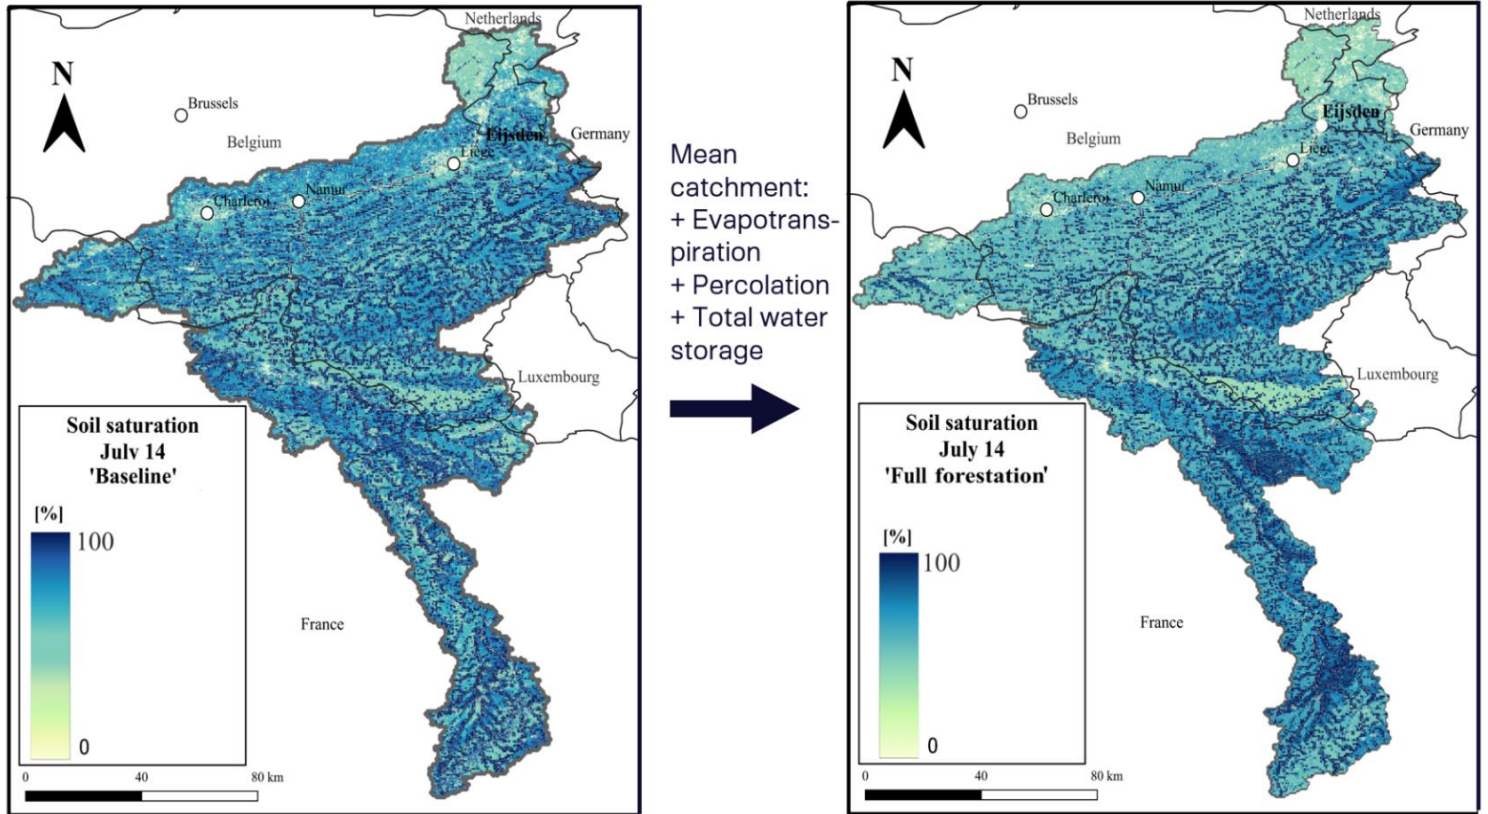 Netherlands
N
Brussels
Belgium
Eijsden
Germany
Liège
Namur
Charleroi
Luxembourg
Soil saturation
July 14
'Baseline'
[%]
100
0
France
0 40 80 km
Mean
catchment:
+ Evapotrans-
piration
+ Percolation
+ Total water
storage
Netherlands
N
Brussels
Eijsden
Belgium
Germany
Liège
Namur
Charleroi
Luxembourg
Soil saturation
July 14
'Full forestation'
[%]
100
0
France
0 40 80 km